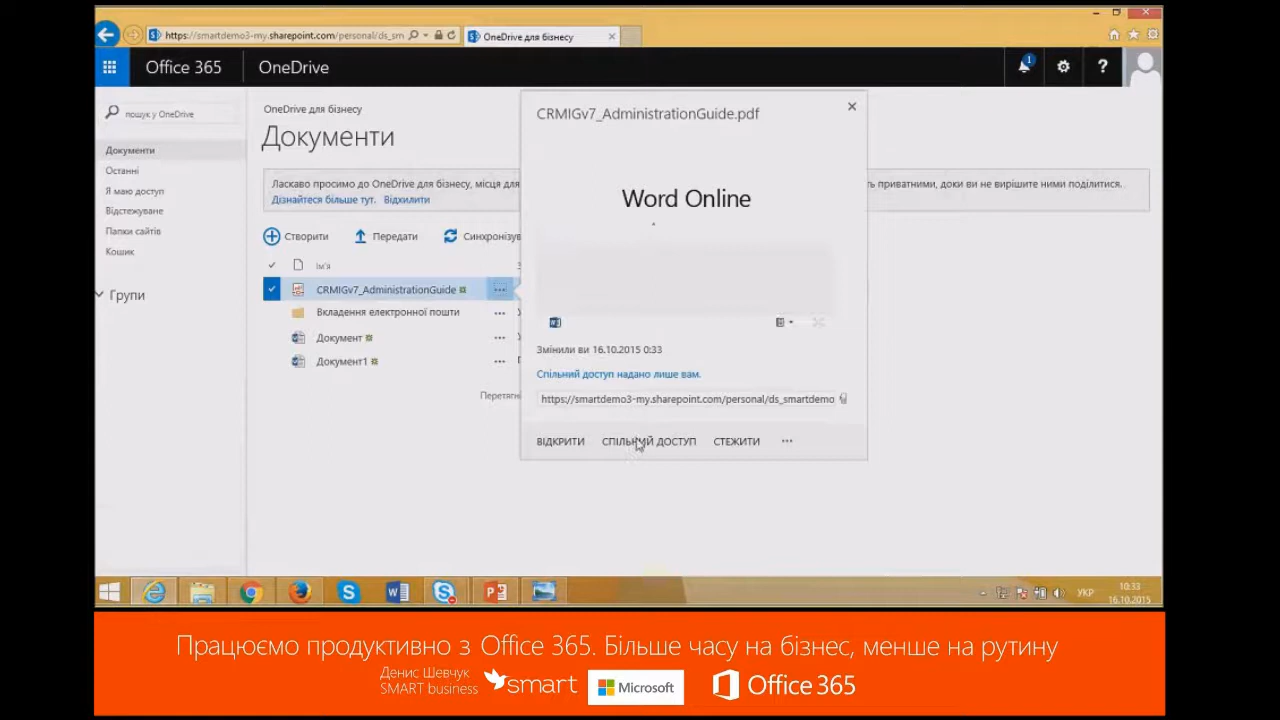 https://smartdemo3-my.sharepoint.com/personal/ds_sm
OneDrive для бізнесу
Office 365
OneDrive
1
?
пошук у OneDrive
Документи
Останні
Я маю доступ
Відстежуване
Папки сайтів
Кошик
Групи
OneDrive для бізнесу
Документи
Ласкаво просимо до OneDrive для бізнесу, місця для
ь приватними, доки ви не вирішите ними поділитися.
Дізнайтеся більше тут. Відхилити
Створити
Передати
Синхронізув
Ім'я
CRMIGv7_AdministrationGuide
Вкладення електронної пошти
Документ
Документ1
Перетягн
CRMIGv7_AdministrationGuide.pdf
Word Online
Змінили ви 16.10.2015 0:33
Спільний доступ надано лише вам.
https://smartdemo3-my.sharepoint.com/personal/ds_smartdemo
ВІДКРИТИ
СПІЛЬНИЙ ДОСТУП
СТЕЖИТИ
УКР
10:33
16.10.2015
Працюємо продуктивно з Office 365. Більше часу на бізнес, менше на рутину
Денис Шевчук
SMART business
smart
Microsoft
Office 365